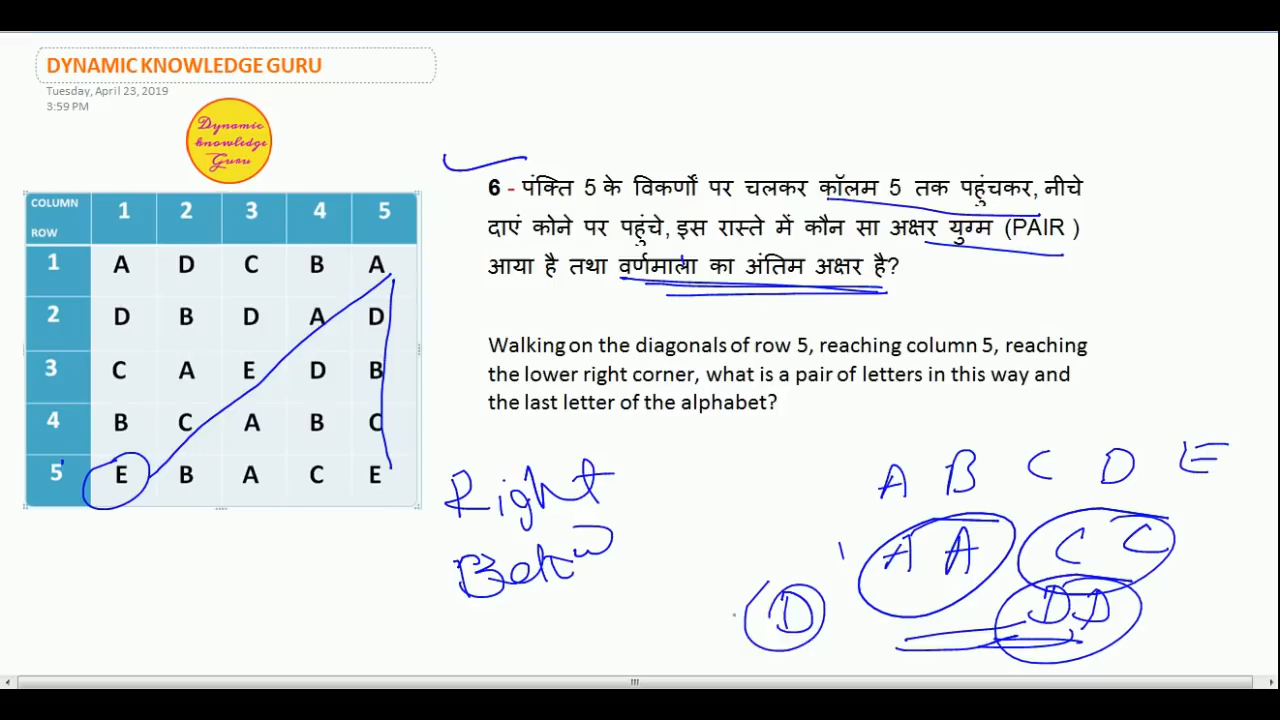 DYNAMIC KNOWLEDGE GURU
Tuesday, April 23, 2019
3:59 PM
Dynamic
knowledge
Guru
COLUMN 1 2 3 4 5
ROW
1 A D C B A
2 D B D A D
3 C A E D B
4 B C A B C
5 E B A C E
6 - पंक्ति 5 के विकर्णों पर चलकर कॉलम 5 तक पहुंचकर, नीचे
दाएं कोने पर पहुंचे, इस रास्ते में कौन सा अक्षर युग्म (PAIR )
आया है तथा वर्णमाला का अंतिम अक्षर है?
Walking on the diagonals of row 5, reaching column 5, reaching
the lower right corner, what is a pair of letters in this way and
the last letter of the alphabet?
A B C D E
Right
A A C C
D D D